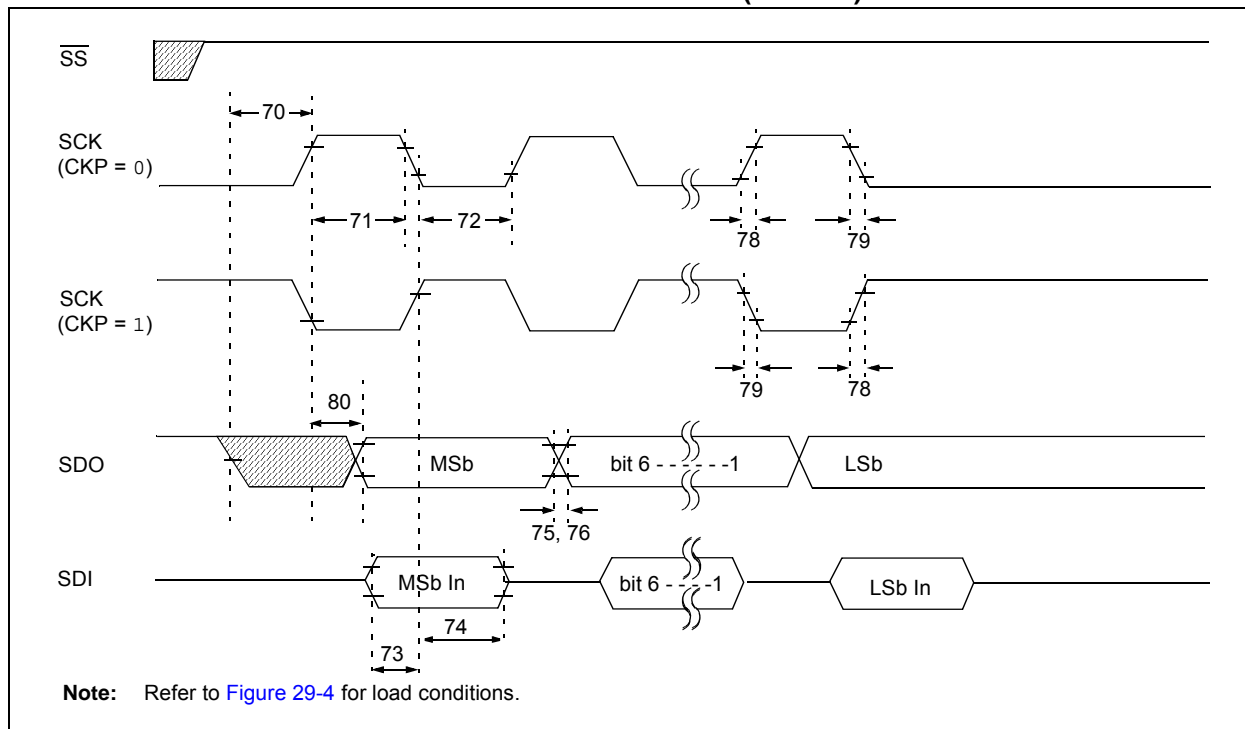 SS
70
SCK
(CKP = 0)
71
72
78
79
SCK
(CKP = 1)
79
78
80
SDO
MSb
bit 6 - - - - - -1
LSb
75, 76
SDI
MSb In
bit 6 - - - -1
LSb In
74
73
Note: Refer to Figure 29-4 for load conditions.